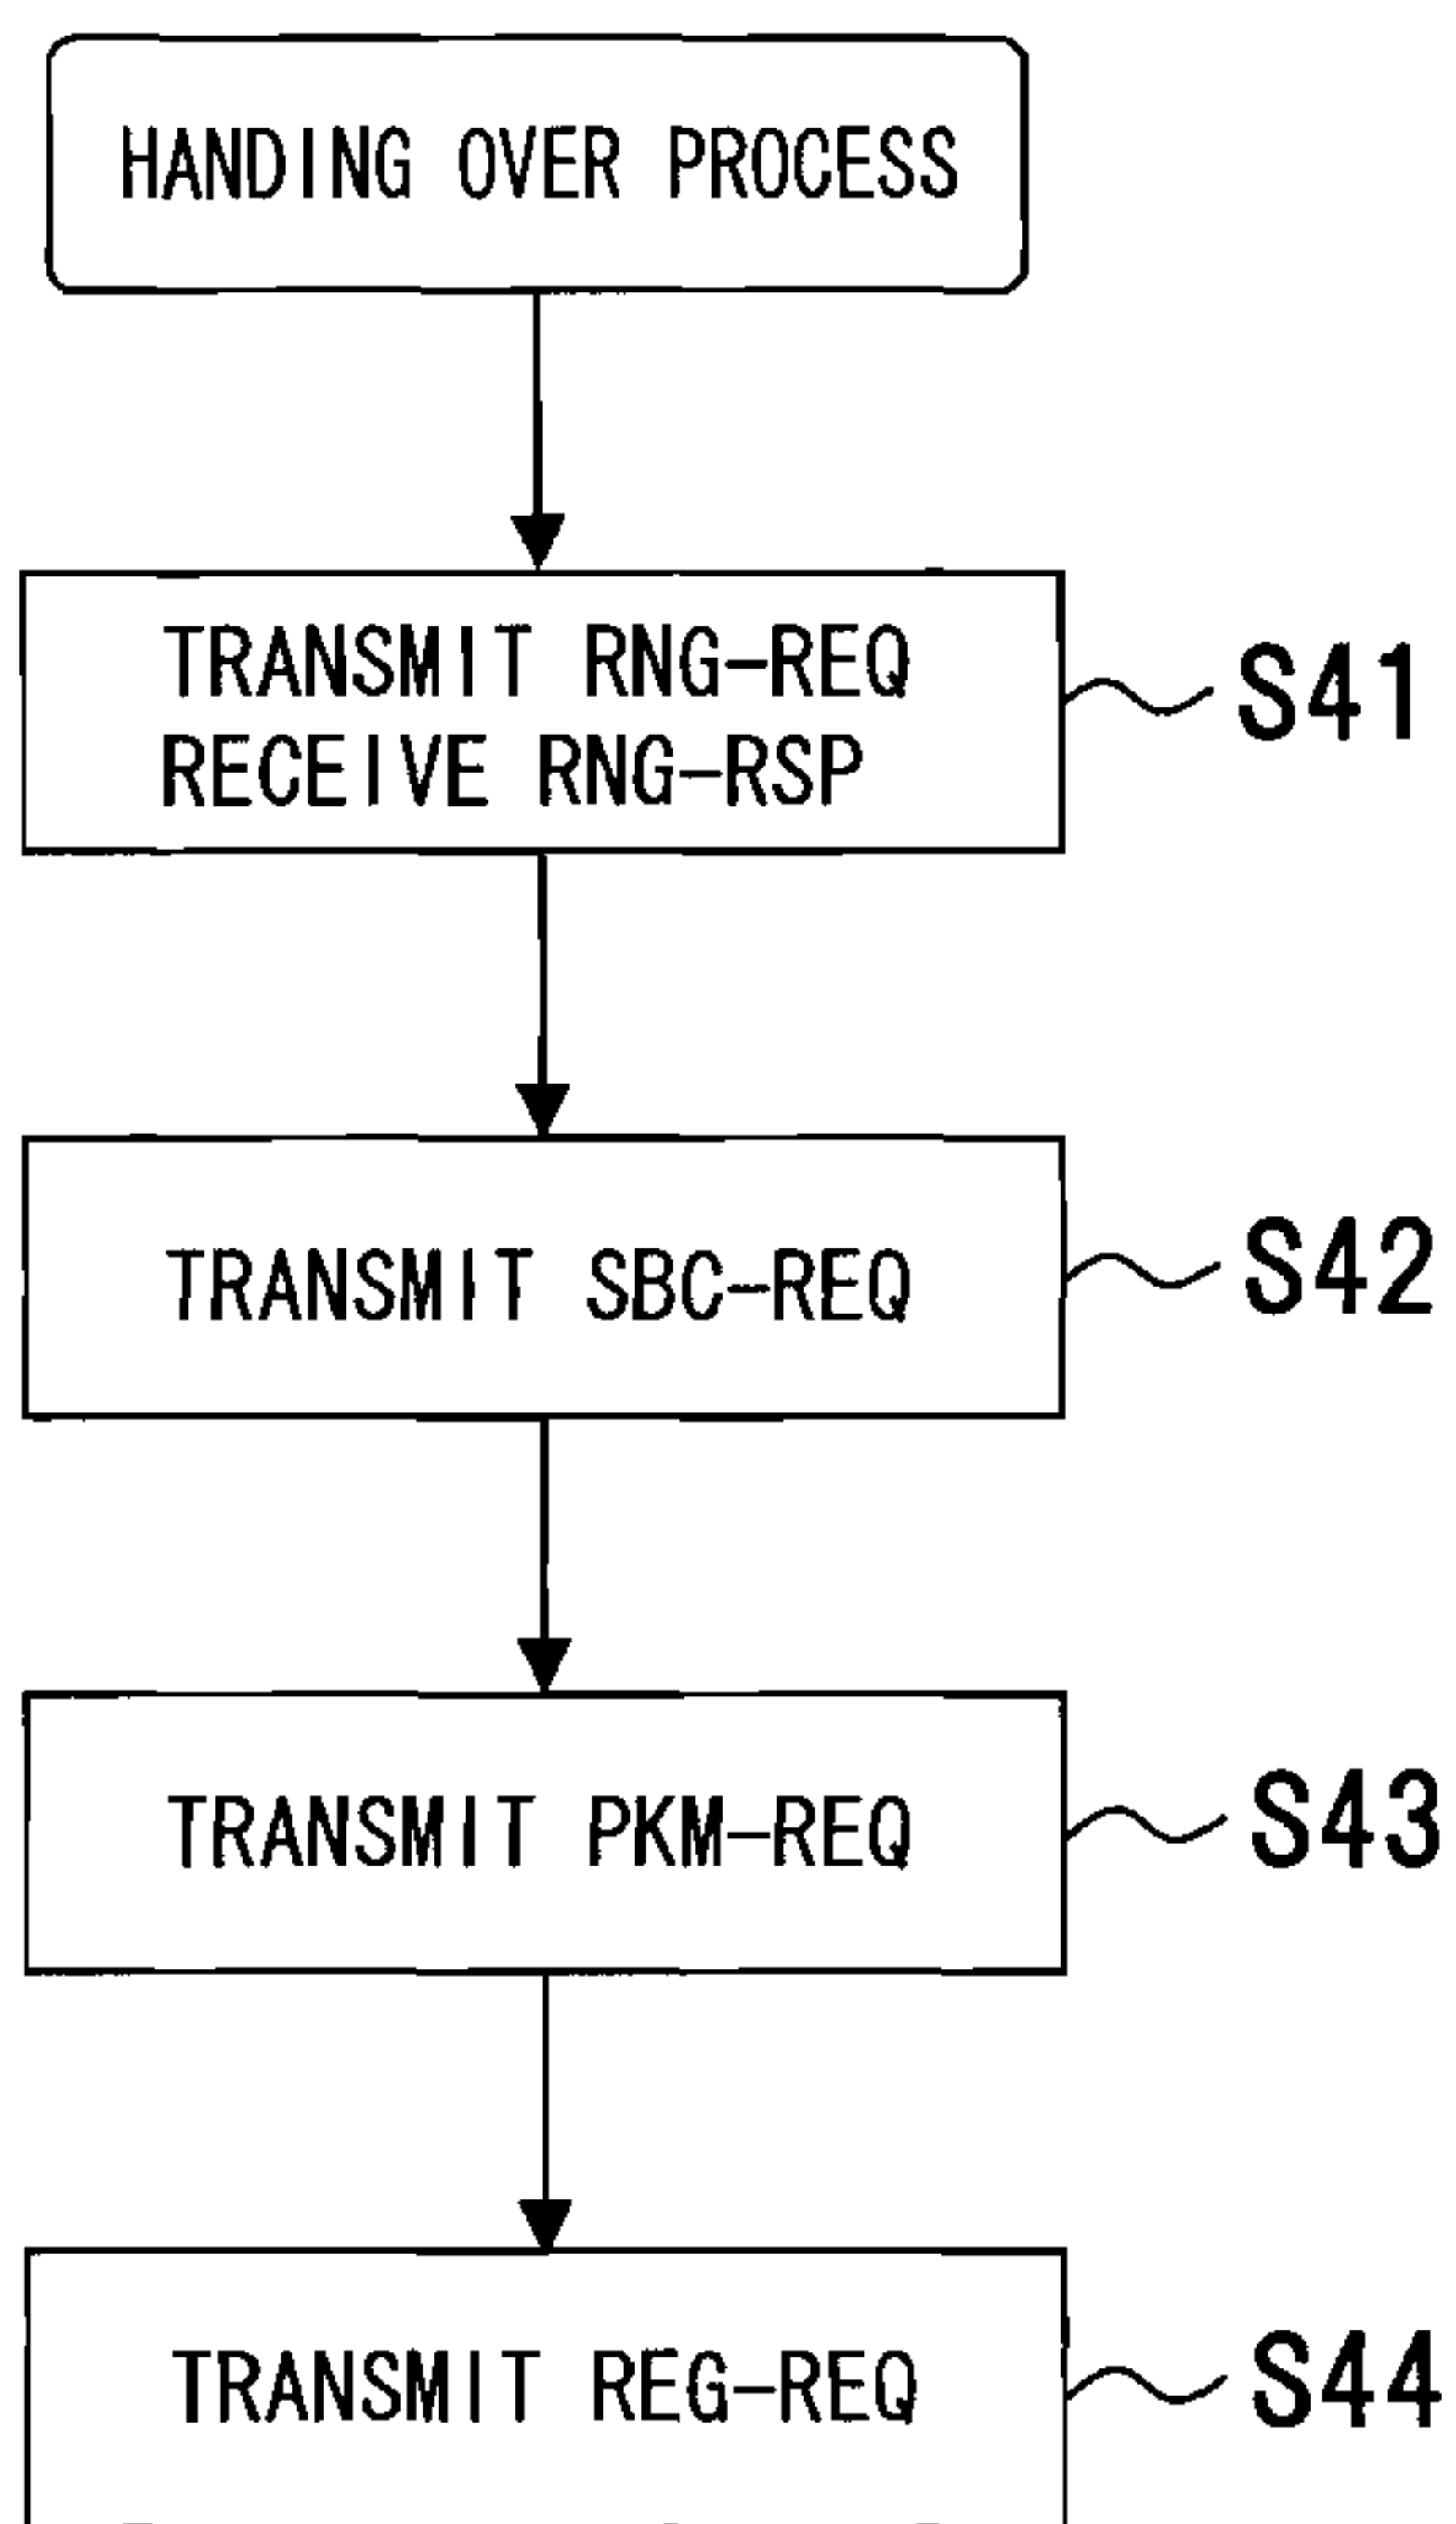 HANDING OVER PROCESS
TRANSMIT RNG-REQ
RECEIVE RNG-RSP
S41
TRANSMIT SBC-REQ
S42
TRANSMIT PKM-REQ
S43
TRANSMIT REG-REQ
S44